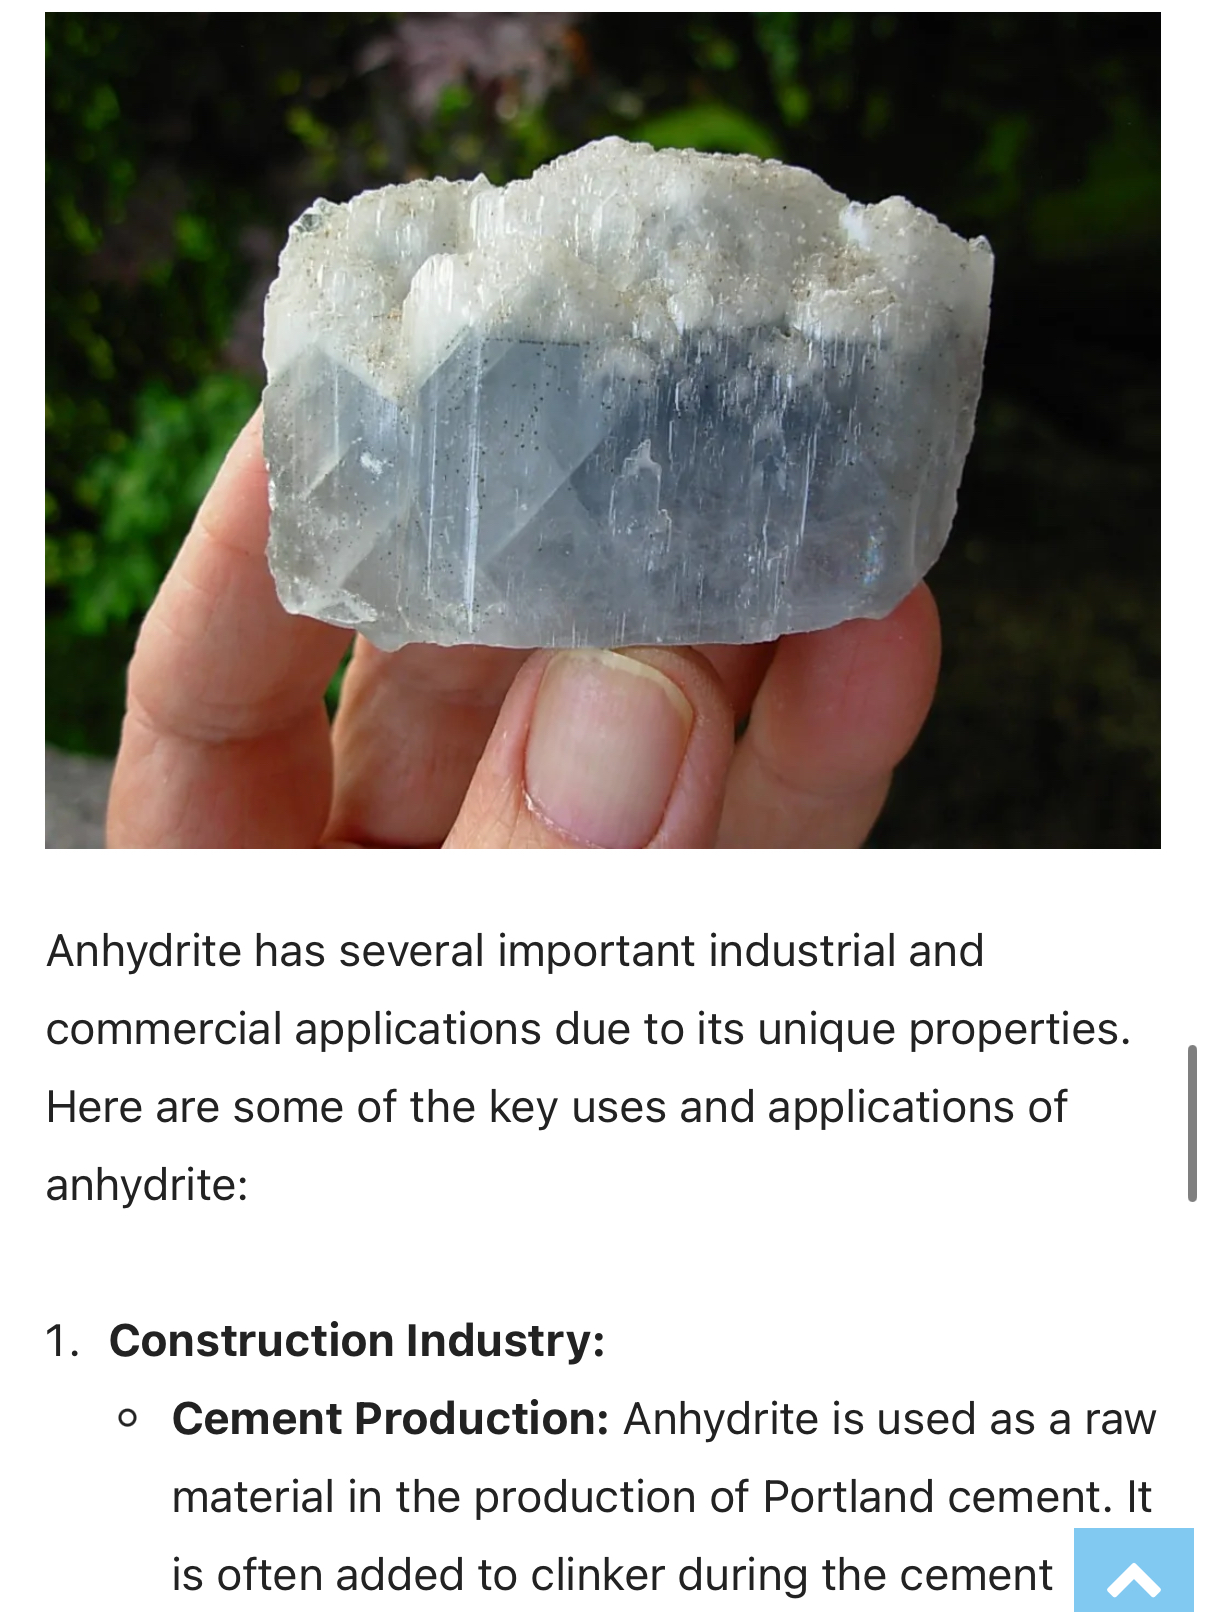 Anhydrite has several important industrial and
commercial applications due to its unique properties.
Here are some of the key uses and applications of
anhydrite:
1. Construction Industry:
Cement Production: Anhydrite is used as a raw
material in the production of Portland cement. It
is often added to clinker during the cement